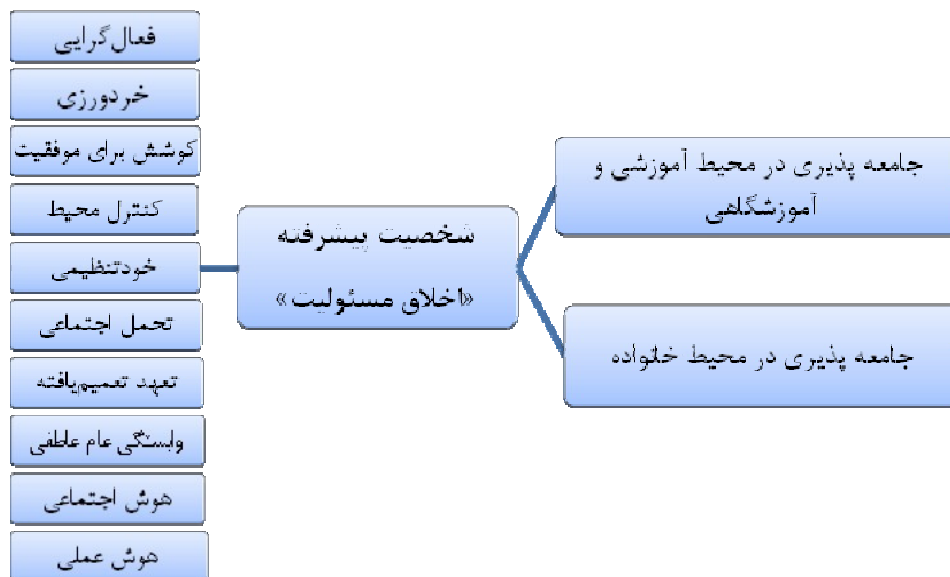 جامعه پذیری در محیط آموزشی و
آموزشگاهی
جامعه پذیری در محیط خانواده
شخصیت پیشرفته
«اخلاق مسئولیت»
فعال‌گرایی
خردورزی
کوشش برای موفقیت
کنترل محیط
خودتنظیمی
تحمل اجتماعی
تعهد تعمیم‌یافته
وابستگی عام عاطفی
هوش اجتماعی
هوش عملی